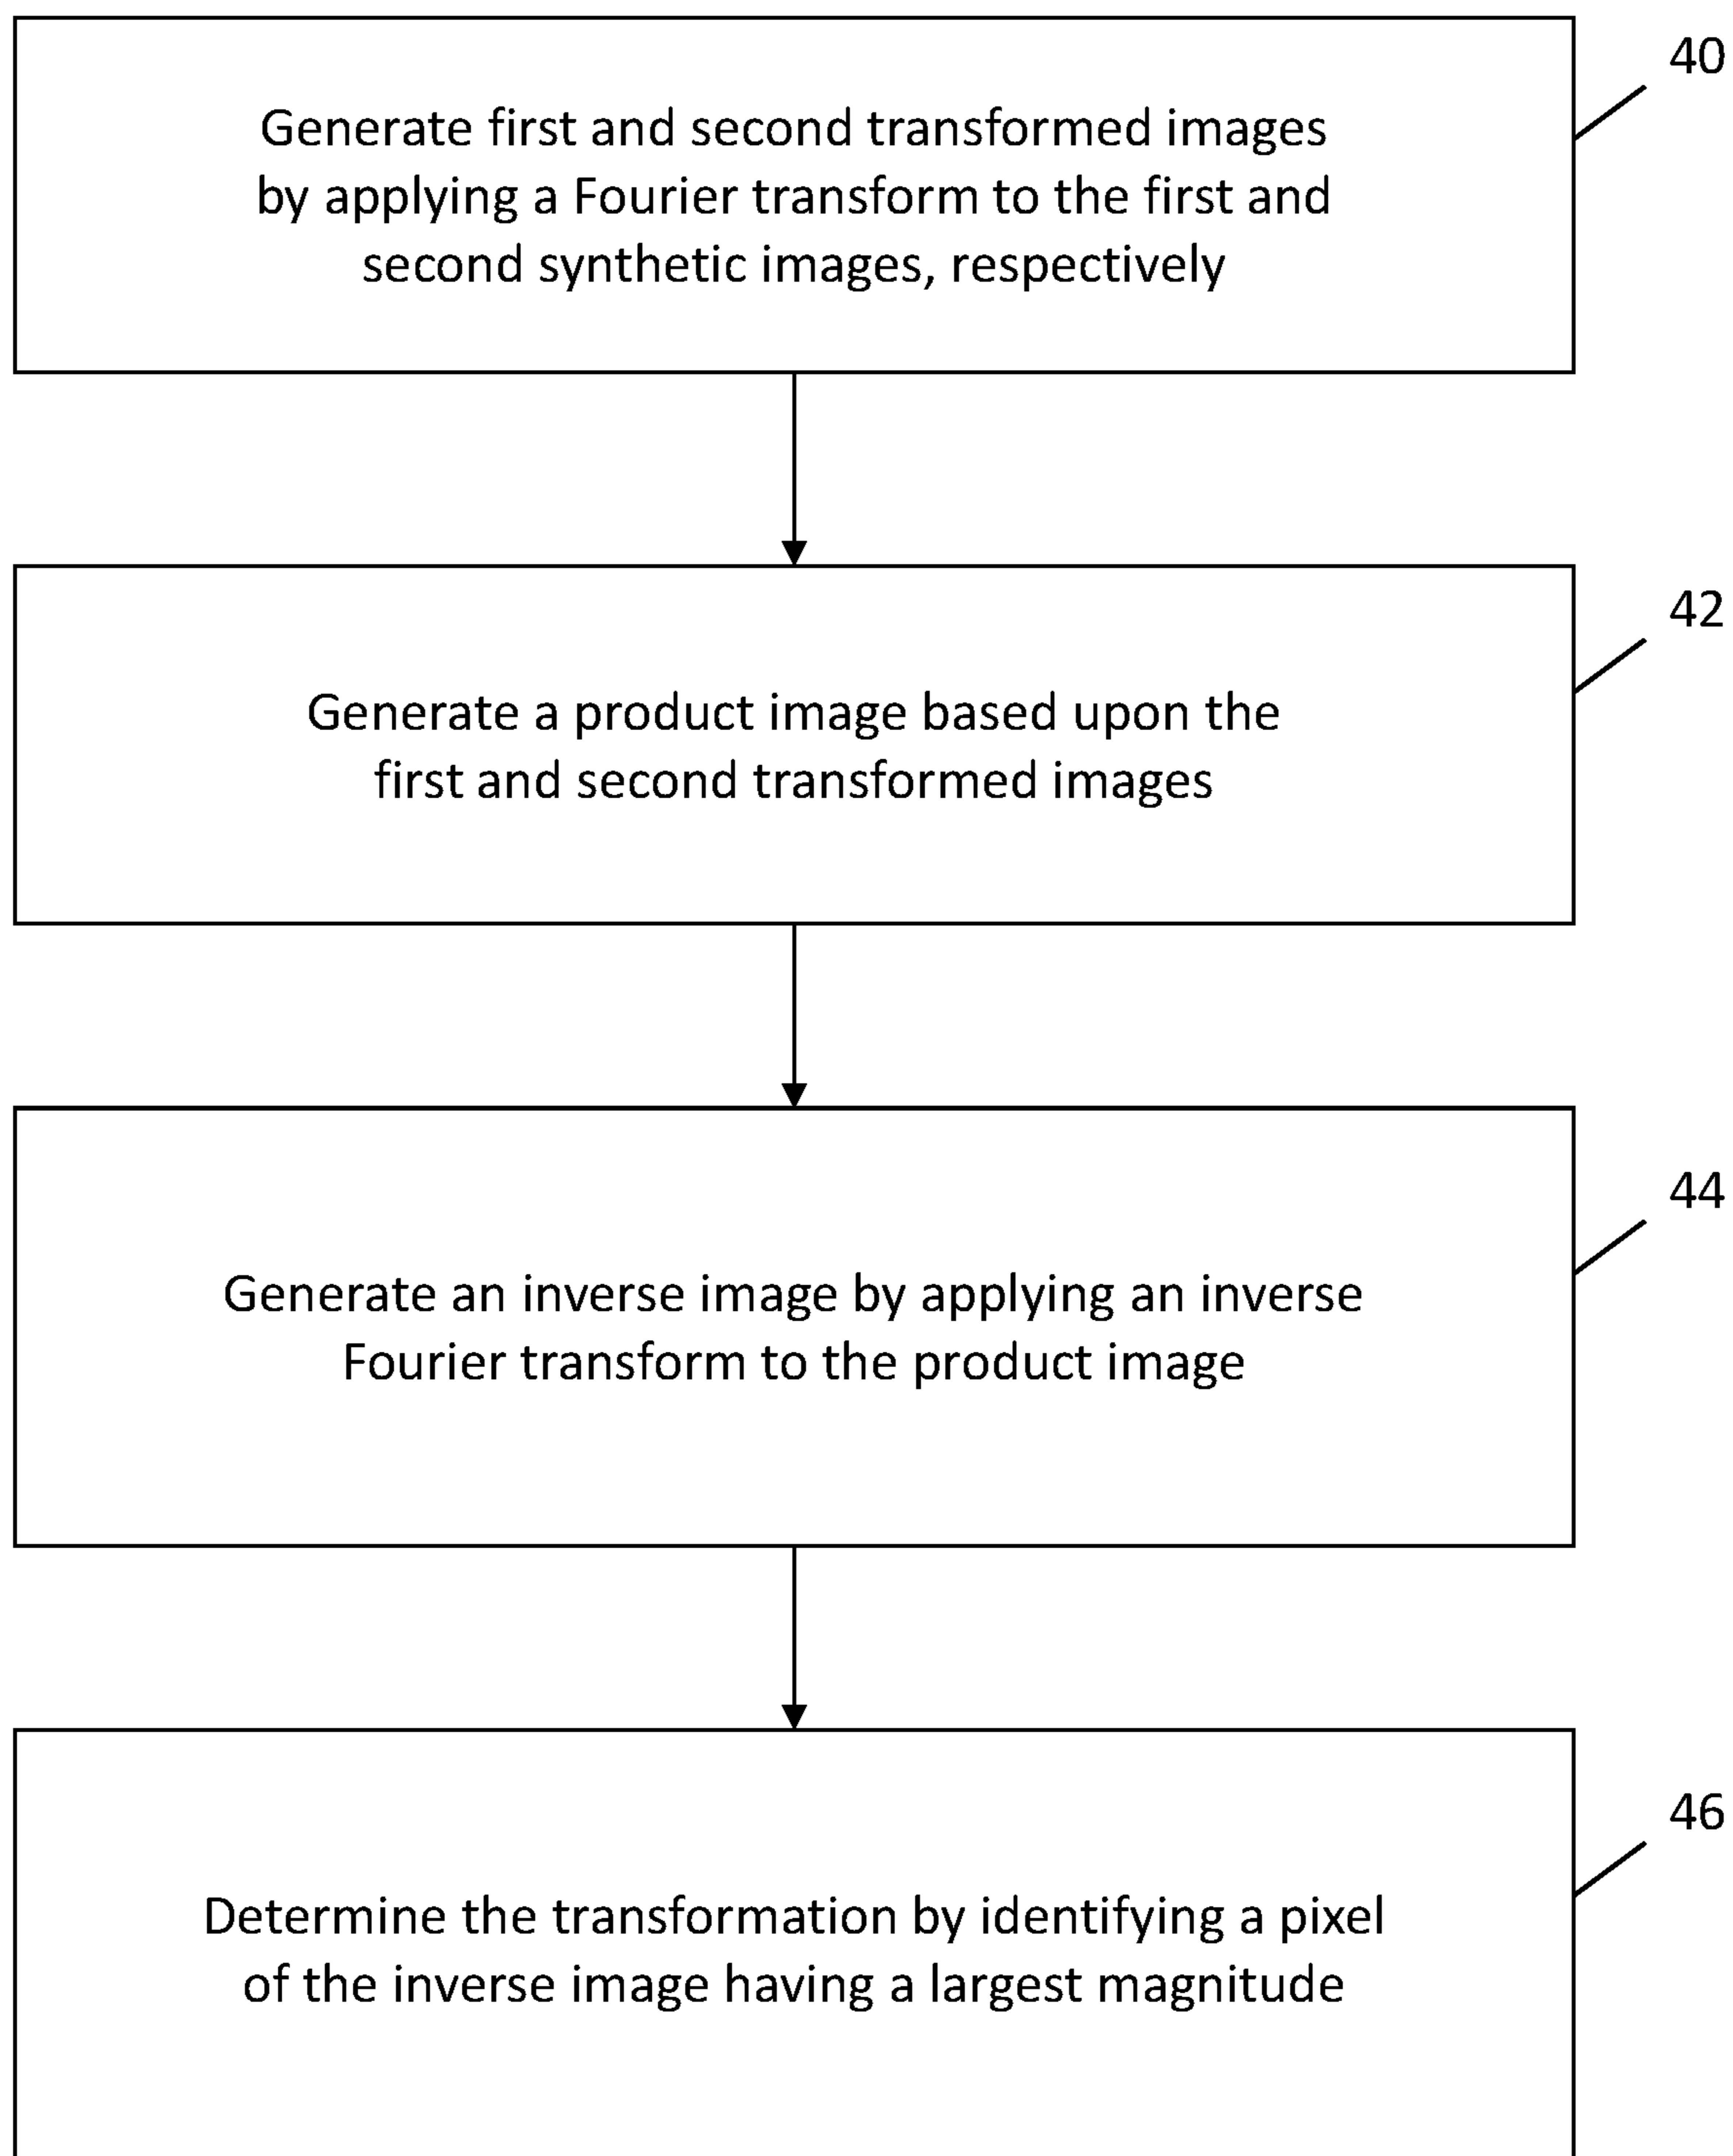 40
Generate first and second transformed images
by applying a Fourier transform to the first and
second synthetic images, respectively
42
Generate a product image based upon the
first and second transformed images
44
Generate an inverse image by applying an inverse
Fourier transform to the product image
46
Determine the transformation by identifying a pixel
of the inverse image having a largest magnitude